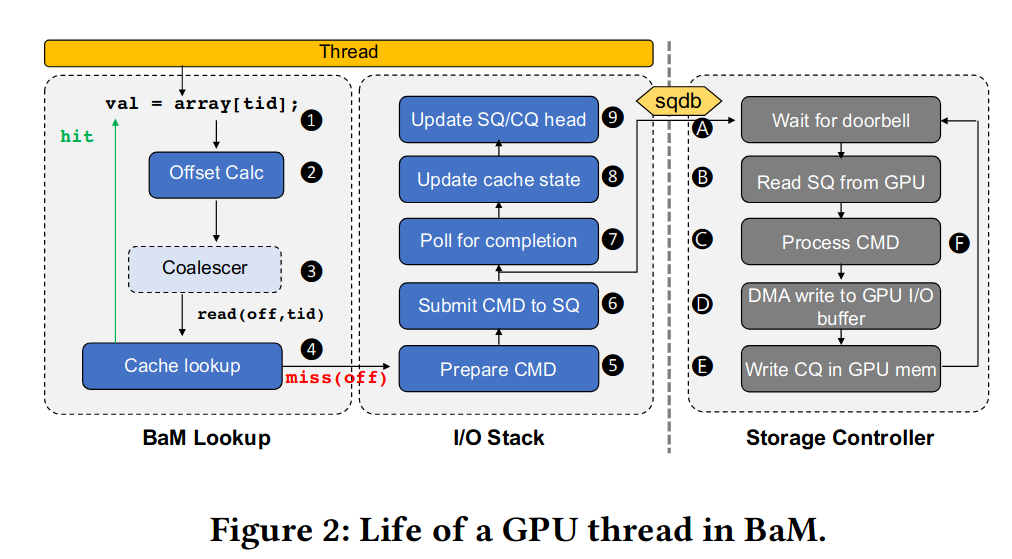 Thread
val = array[tid];
1
hit
Offset Calc
2
Coalescer
3
read(off,tid)
Cache lookup
4
miss(off)
BaM Lookup
Update SQ/CQ head
9
Update cache state
8
Poll for completion
7
Submit CMD to SQ
6
Prepare CMD
5
I/O Stack
sqdb
A
Wait for doorbell
B
Read SQ from GPU
C
Process CMD
F
D
DMA write to GPU I/O
buffer
E
Write CQ in GPU mem
Storage Controller
Figure 2: Life of a GPU thread in BaM.